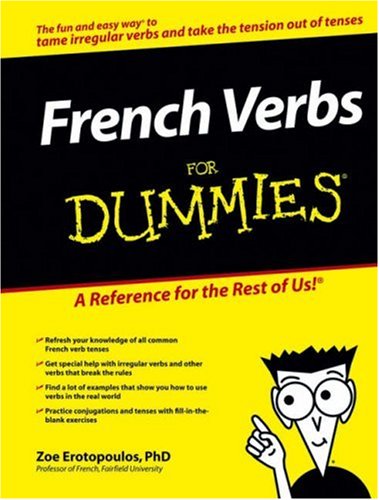 The fun and easy way® to
tame irregular verbs and take the tension out of tenses
French Verbs
FOR
DUMMIES®
A Reference for the Rest of Us!®
Refresh your knowledge of all common
French verb tenses
Get special help with irregular verbs and other
verbs that break the rules
Find a lot of examples that show you how to use
verbs in the real world
Practice conjugations and tenses with fill-in-the-
blank exercises
Zoe Erotopoulos, PhD
Professor of French, Fairfield University